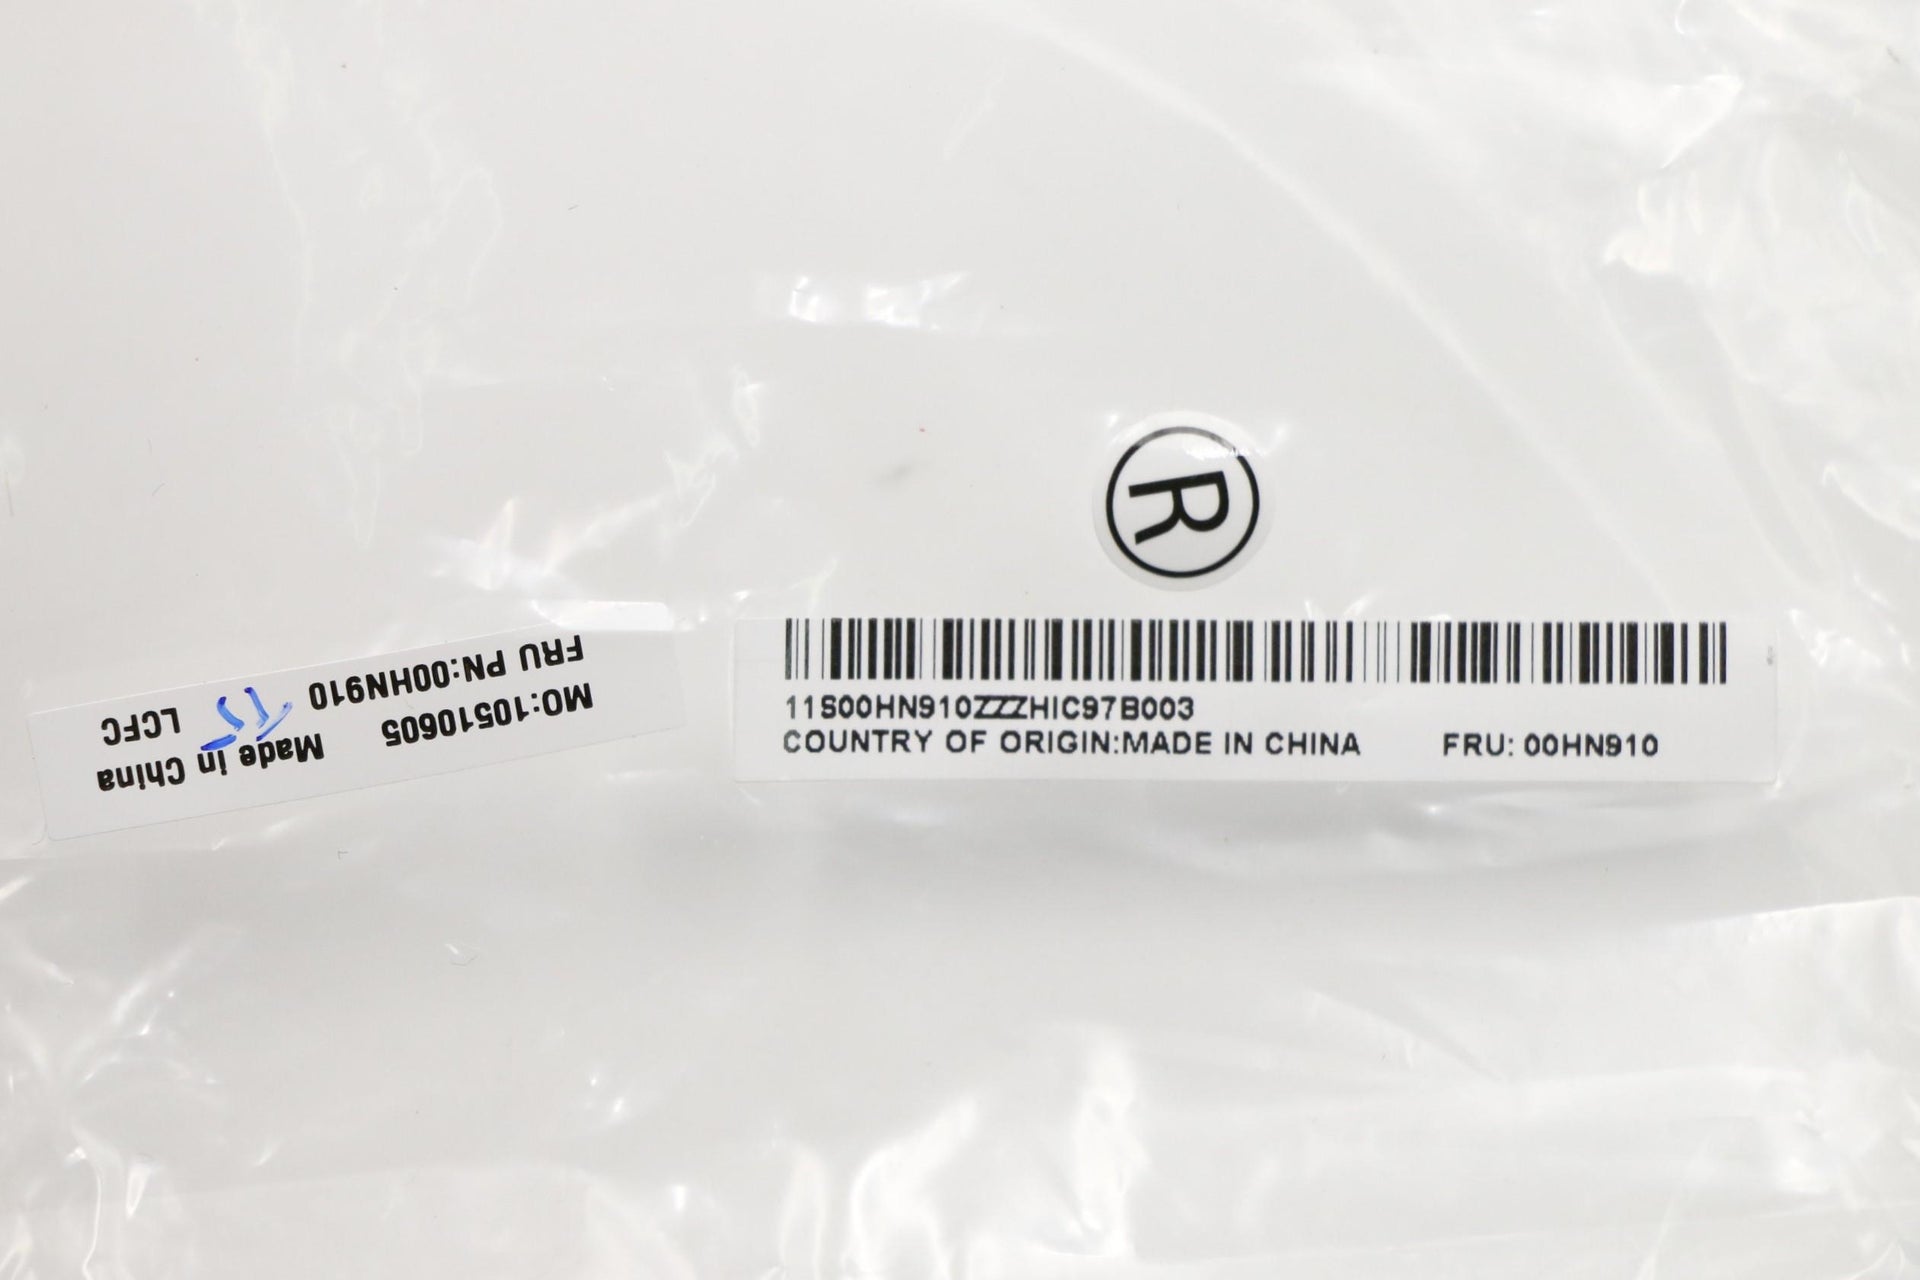 R
11S00HN910ZZZHIC97B003
COUNTRY OF ORIGIN:MADE IN CHINA FRU: 00HN910
MO:10510605 Made in China
FRU PN:00HN910 LCFC